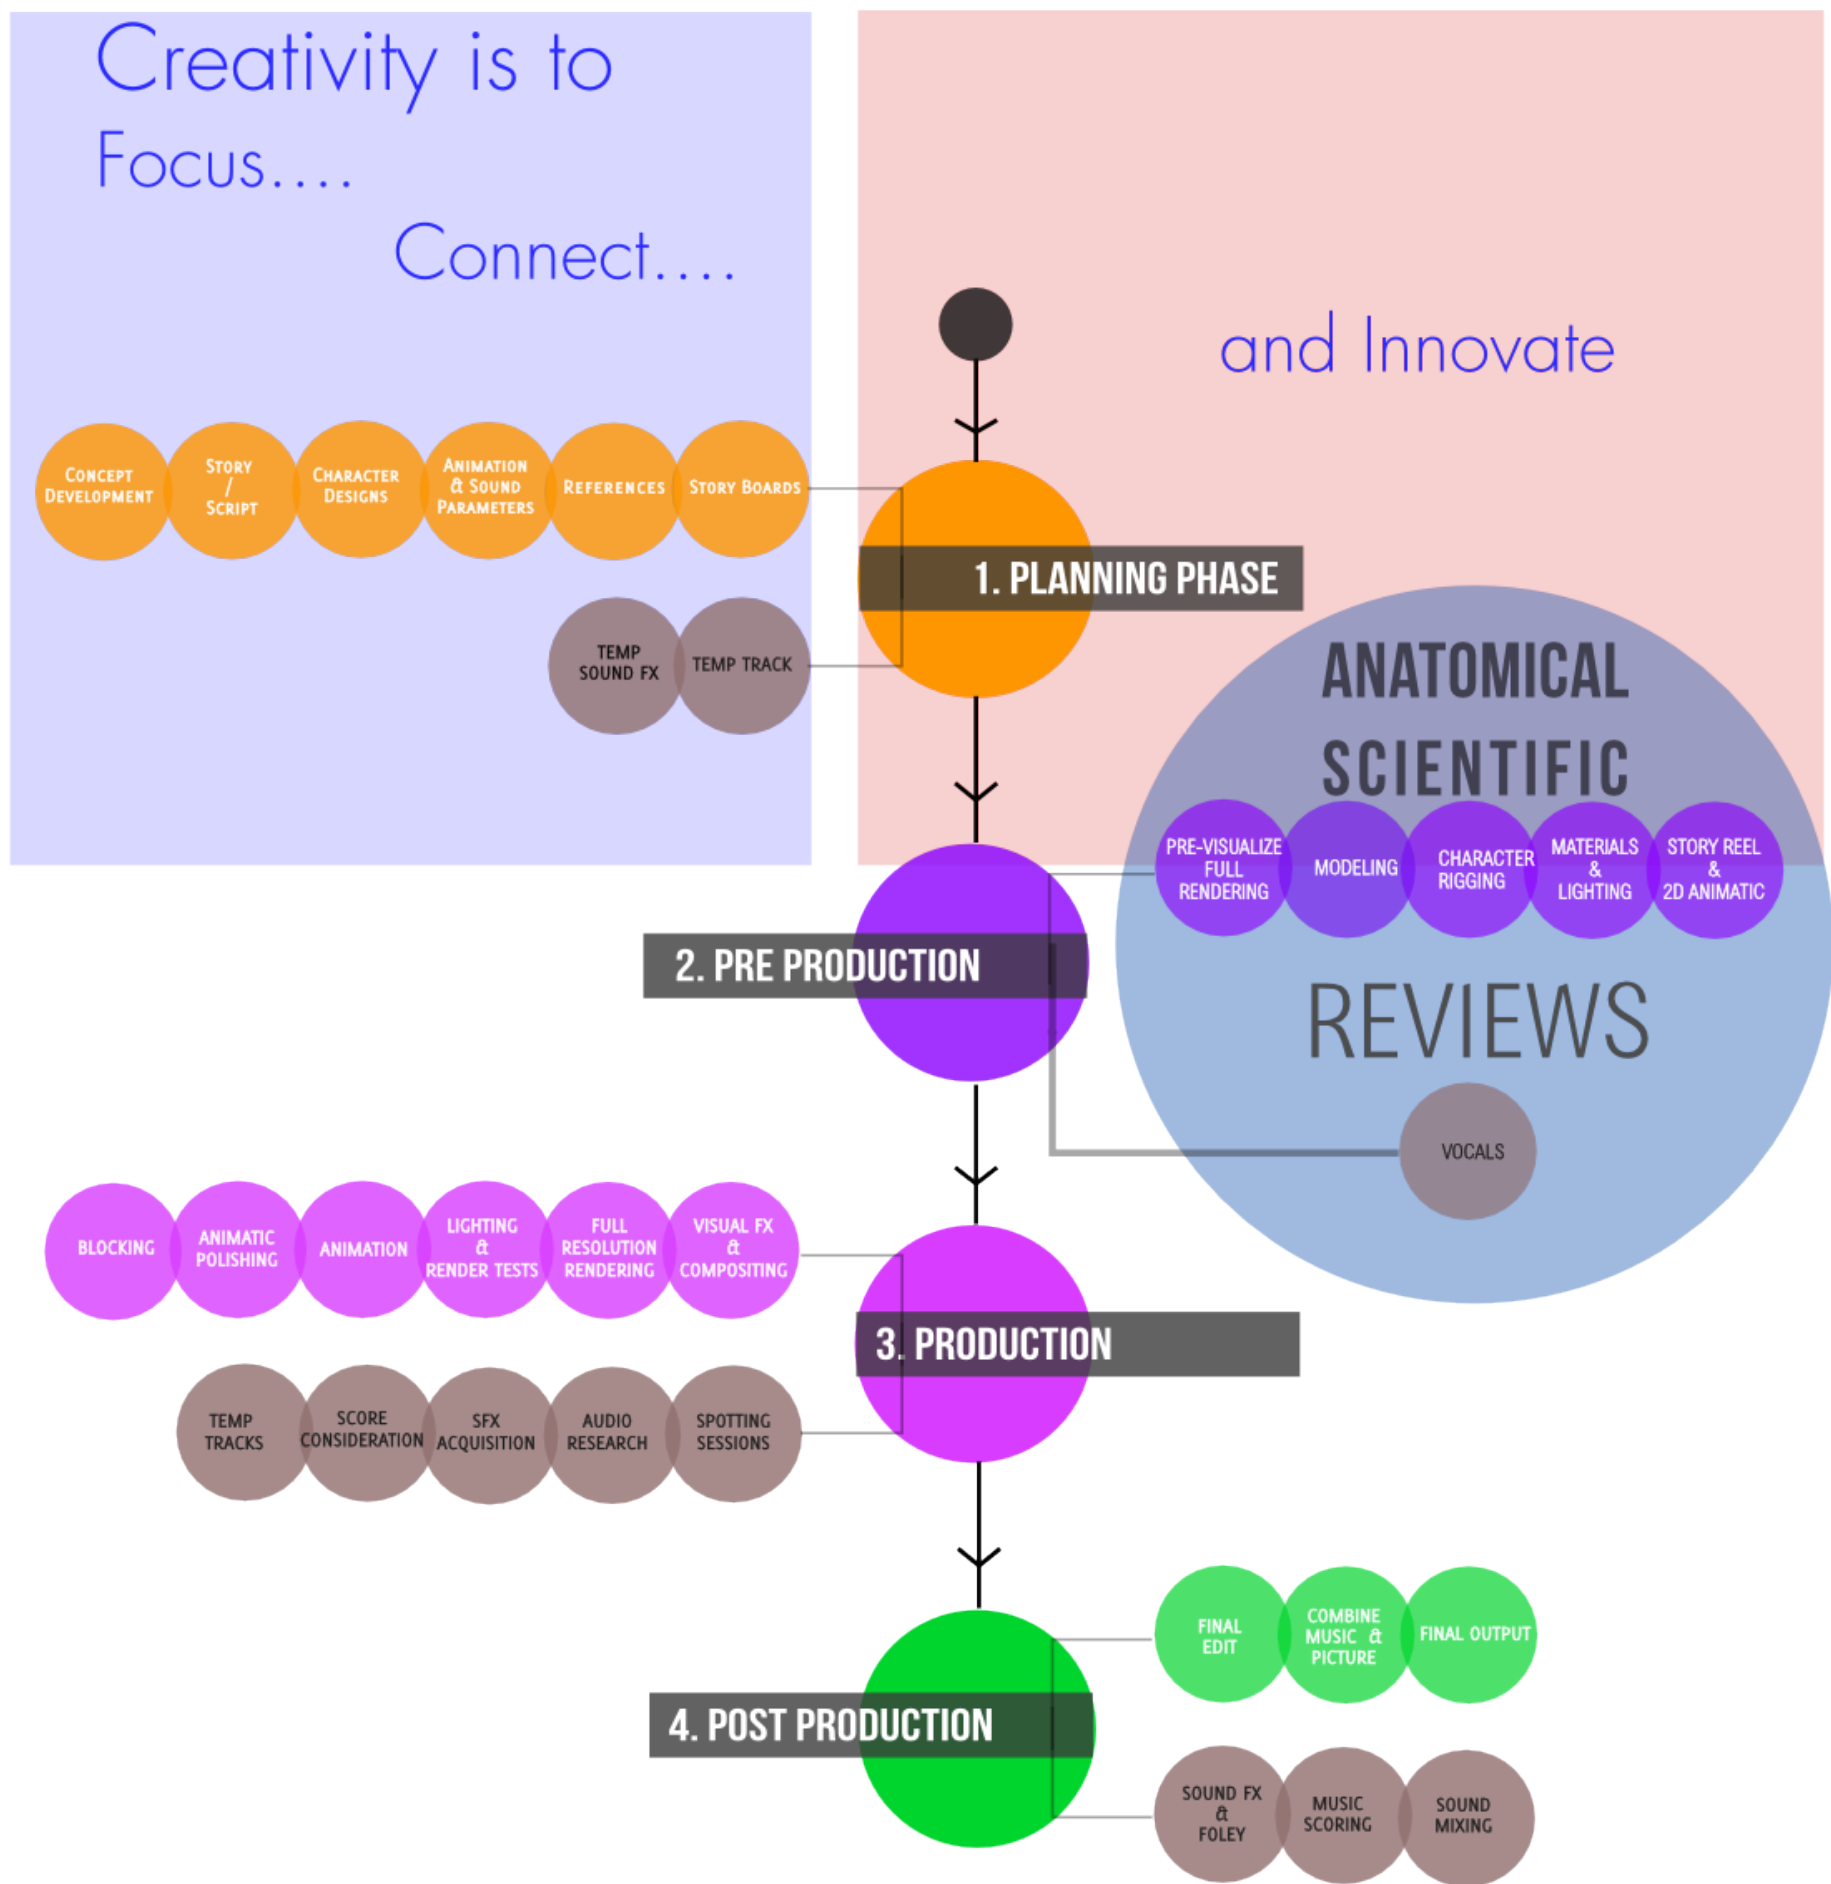 Creativity is to
Focus....
Connect....
and Innovate
CONCEPT
DEVELOPMENT
STORY
/
SCRIPT
CHARACTER
DESIGNS
ANIMATION
& SOUND
PARAMETERS
REFERENCES
STORY BOARDS
1. PLANNING PHASE
TEMP
SOUND FX
TEMP TRACK
ANATOMICAL
SCIENTIFIC
PRE-VISUALIZE
FULL
RENDERING
MODELING
CHARACTER
RIGGING
MATERIALS
&
LIGHTING
STORY REEL
&
2D ANIMATIC
2. PRE PRODUCTION
REVIEWS
VOCALS
BLOCKING
ANIMATIC
POLISHING
ANIMATION
LIGHTING
&
RENDER TESTS
FULL
RESOLUTION
RENDERING
VISUAL FX
&
COMPOSITING
3. PRODUCTION
TEMP
TRACKS
SCORE
CONSIDERATION
SFX
ACQUISITION
AUDIO
RESEARCH
SPOTTING
SESSIONS
FINAL
EDIT
COMBINE
MUSIC &
PICTURE
FINAL OUTPUT
4. POST PRODUCTION
SOUND FX
&
FOLEY
MUSIC
SCORING
SOUND
MIXING